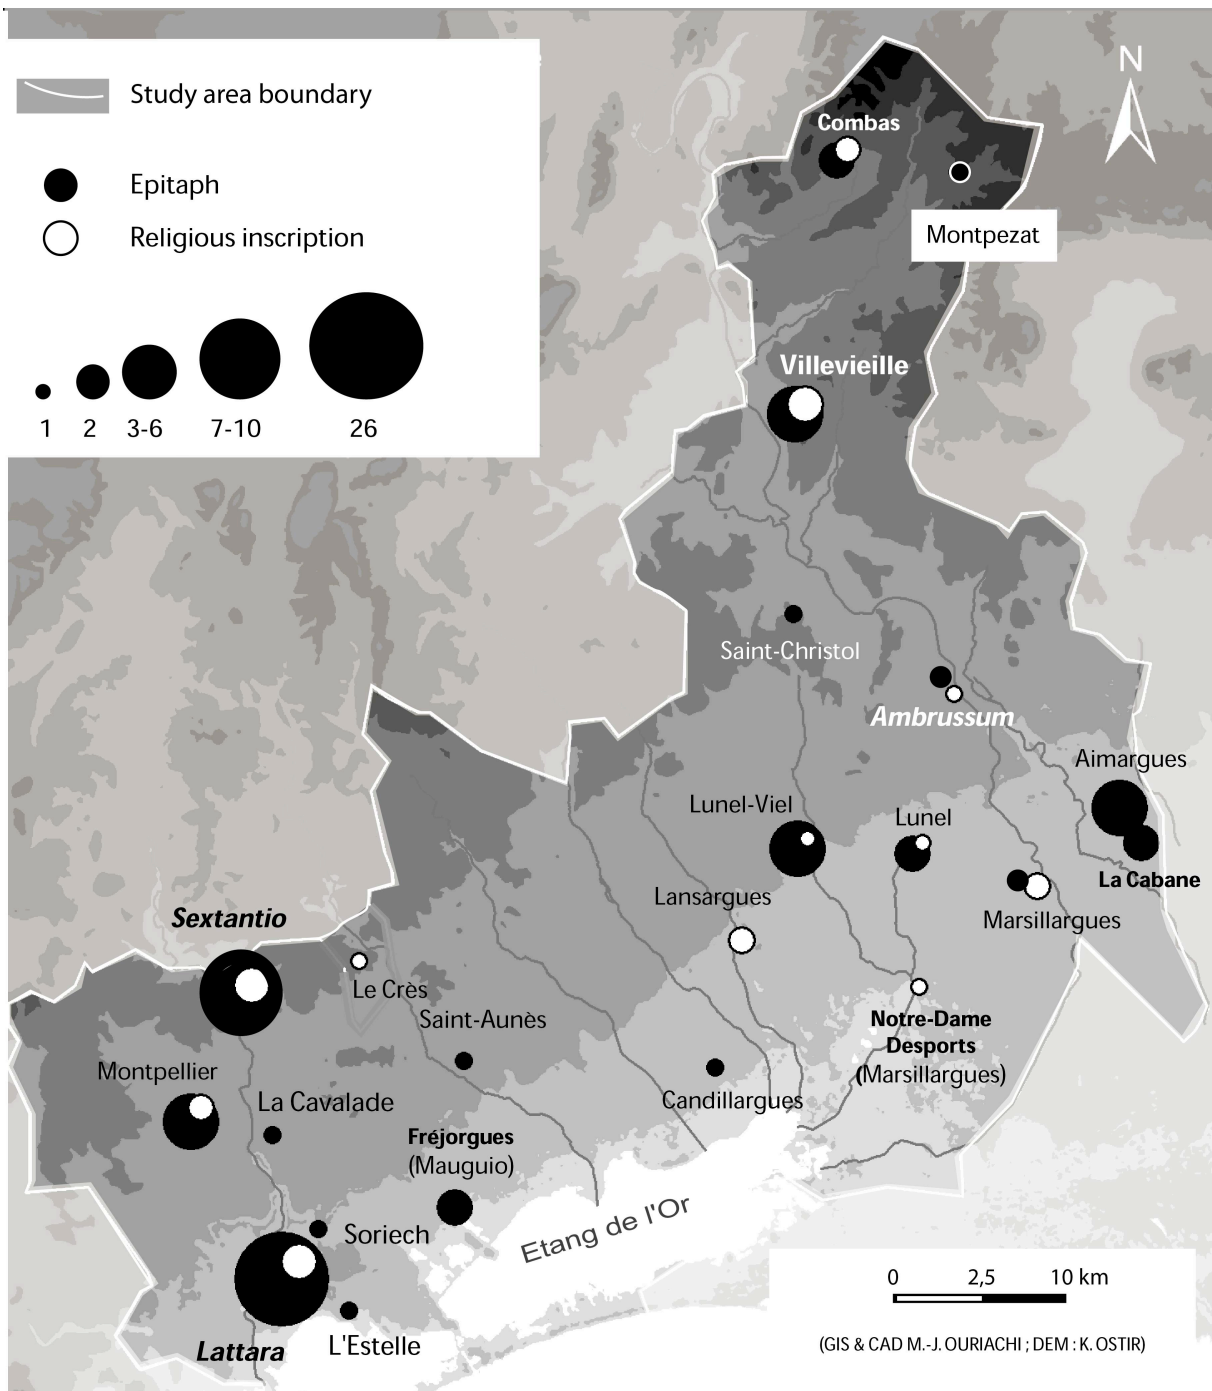 Study area boundary
Epitaph
Religious inscription
1 2 3-6 7-10 26
N
Combas
Montpezat
Villevieille
Saint-Christol
Ambrussum
Aimargues
Lunel-Viel
Lunel
La Cabane
Lansargues
Marsillargues
Sextantio
Le Crès
Saint-Aunès
Notre-Dame
Desports
(Marsillargues)
Montpellier
La Cavalade
Candillargues
Fréjorgues
(Mauguio)
Soriech
Etang de l'Or
Lattara
L'Estelle
0 2,5 10 km
(GIS & CAD M.-J. OURIACHI ; DEM : K. OSTIR)